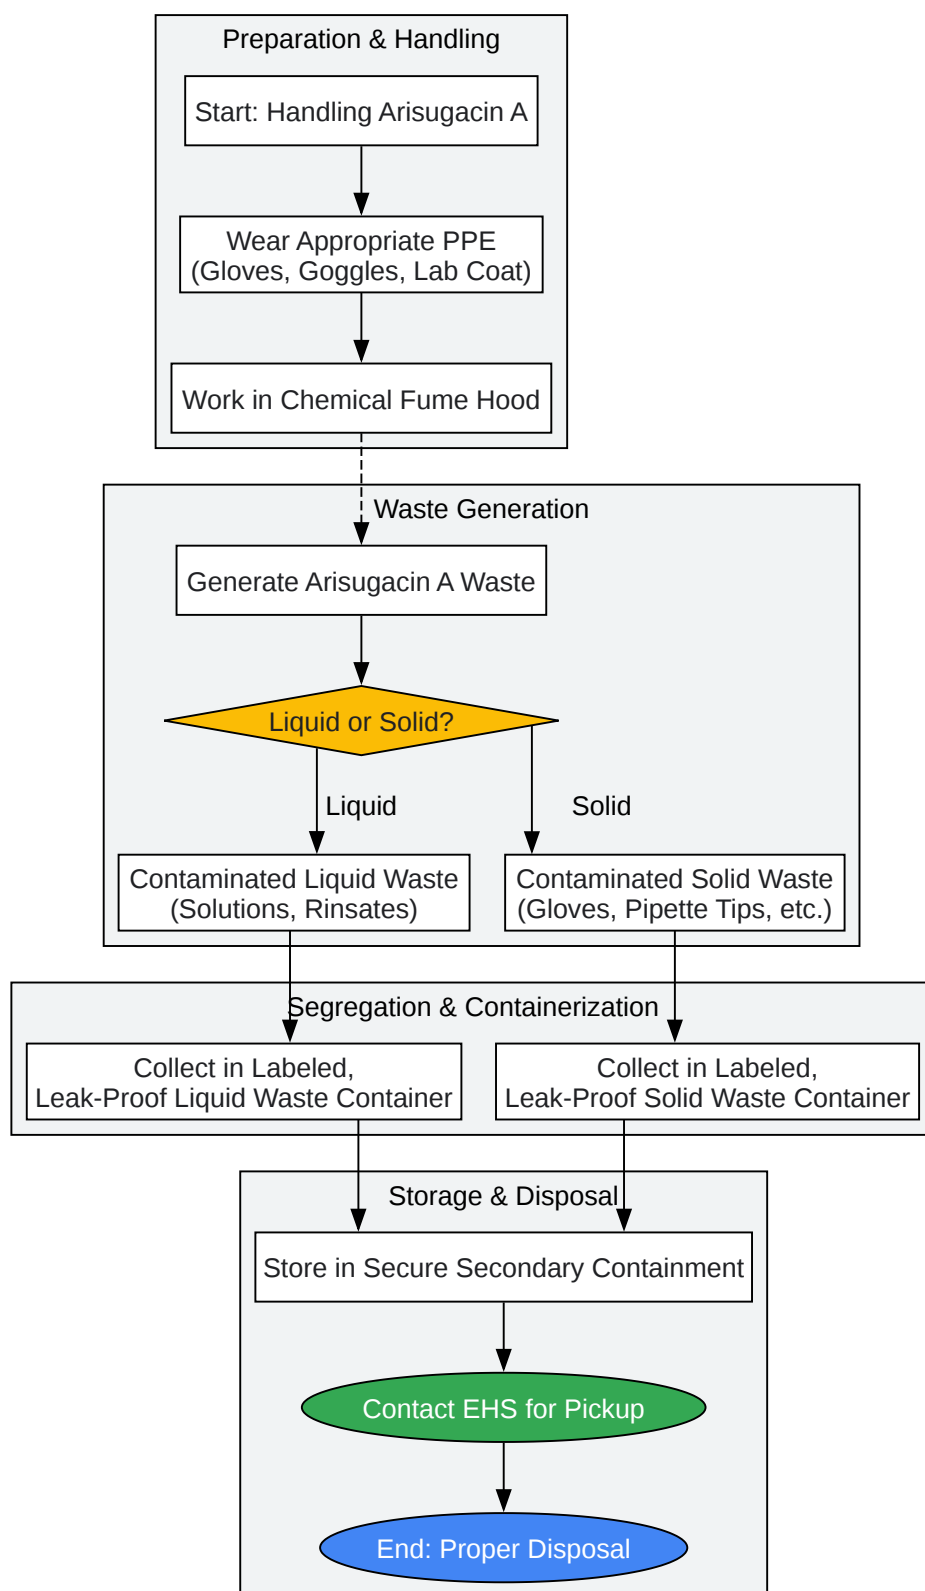 Preparation & Handling
Start: Handling Arisugacin A
Wear Appropriate PPE
(Gloves, Goggles, Lab Coat)
Work in Chemical Fume Hood
Waste Generation
Generate Arisugacin A Waste
Liquid or Solid?
Liquid
Solid
Contaminated Liquid Waste
(Solutions, Rinsates)
Contaminated Solid Waste
(Gloves, Pipette Tips, etc.)
Segregation & Containerization
Collect in Labeled,
Leak-Proof Liquid Waste Container
Collect in Labeled,
Leak-Proof Solid Waste Container
Storage & Disposal
Store in Secure Secondary Containment
Contact EHS for Pickup
End: Proper Disposal